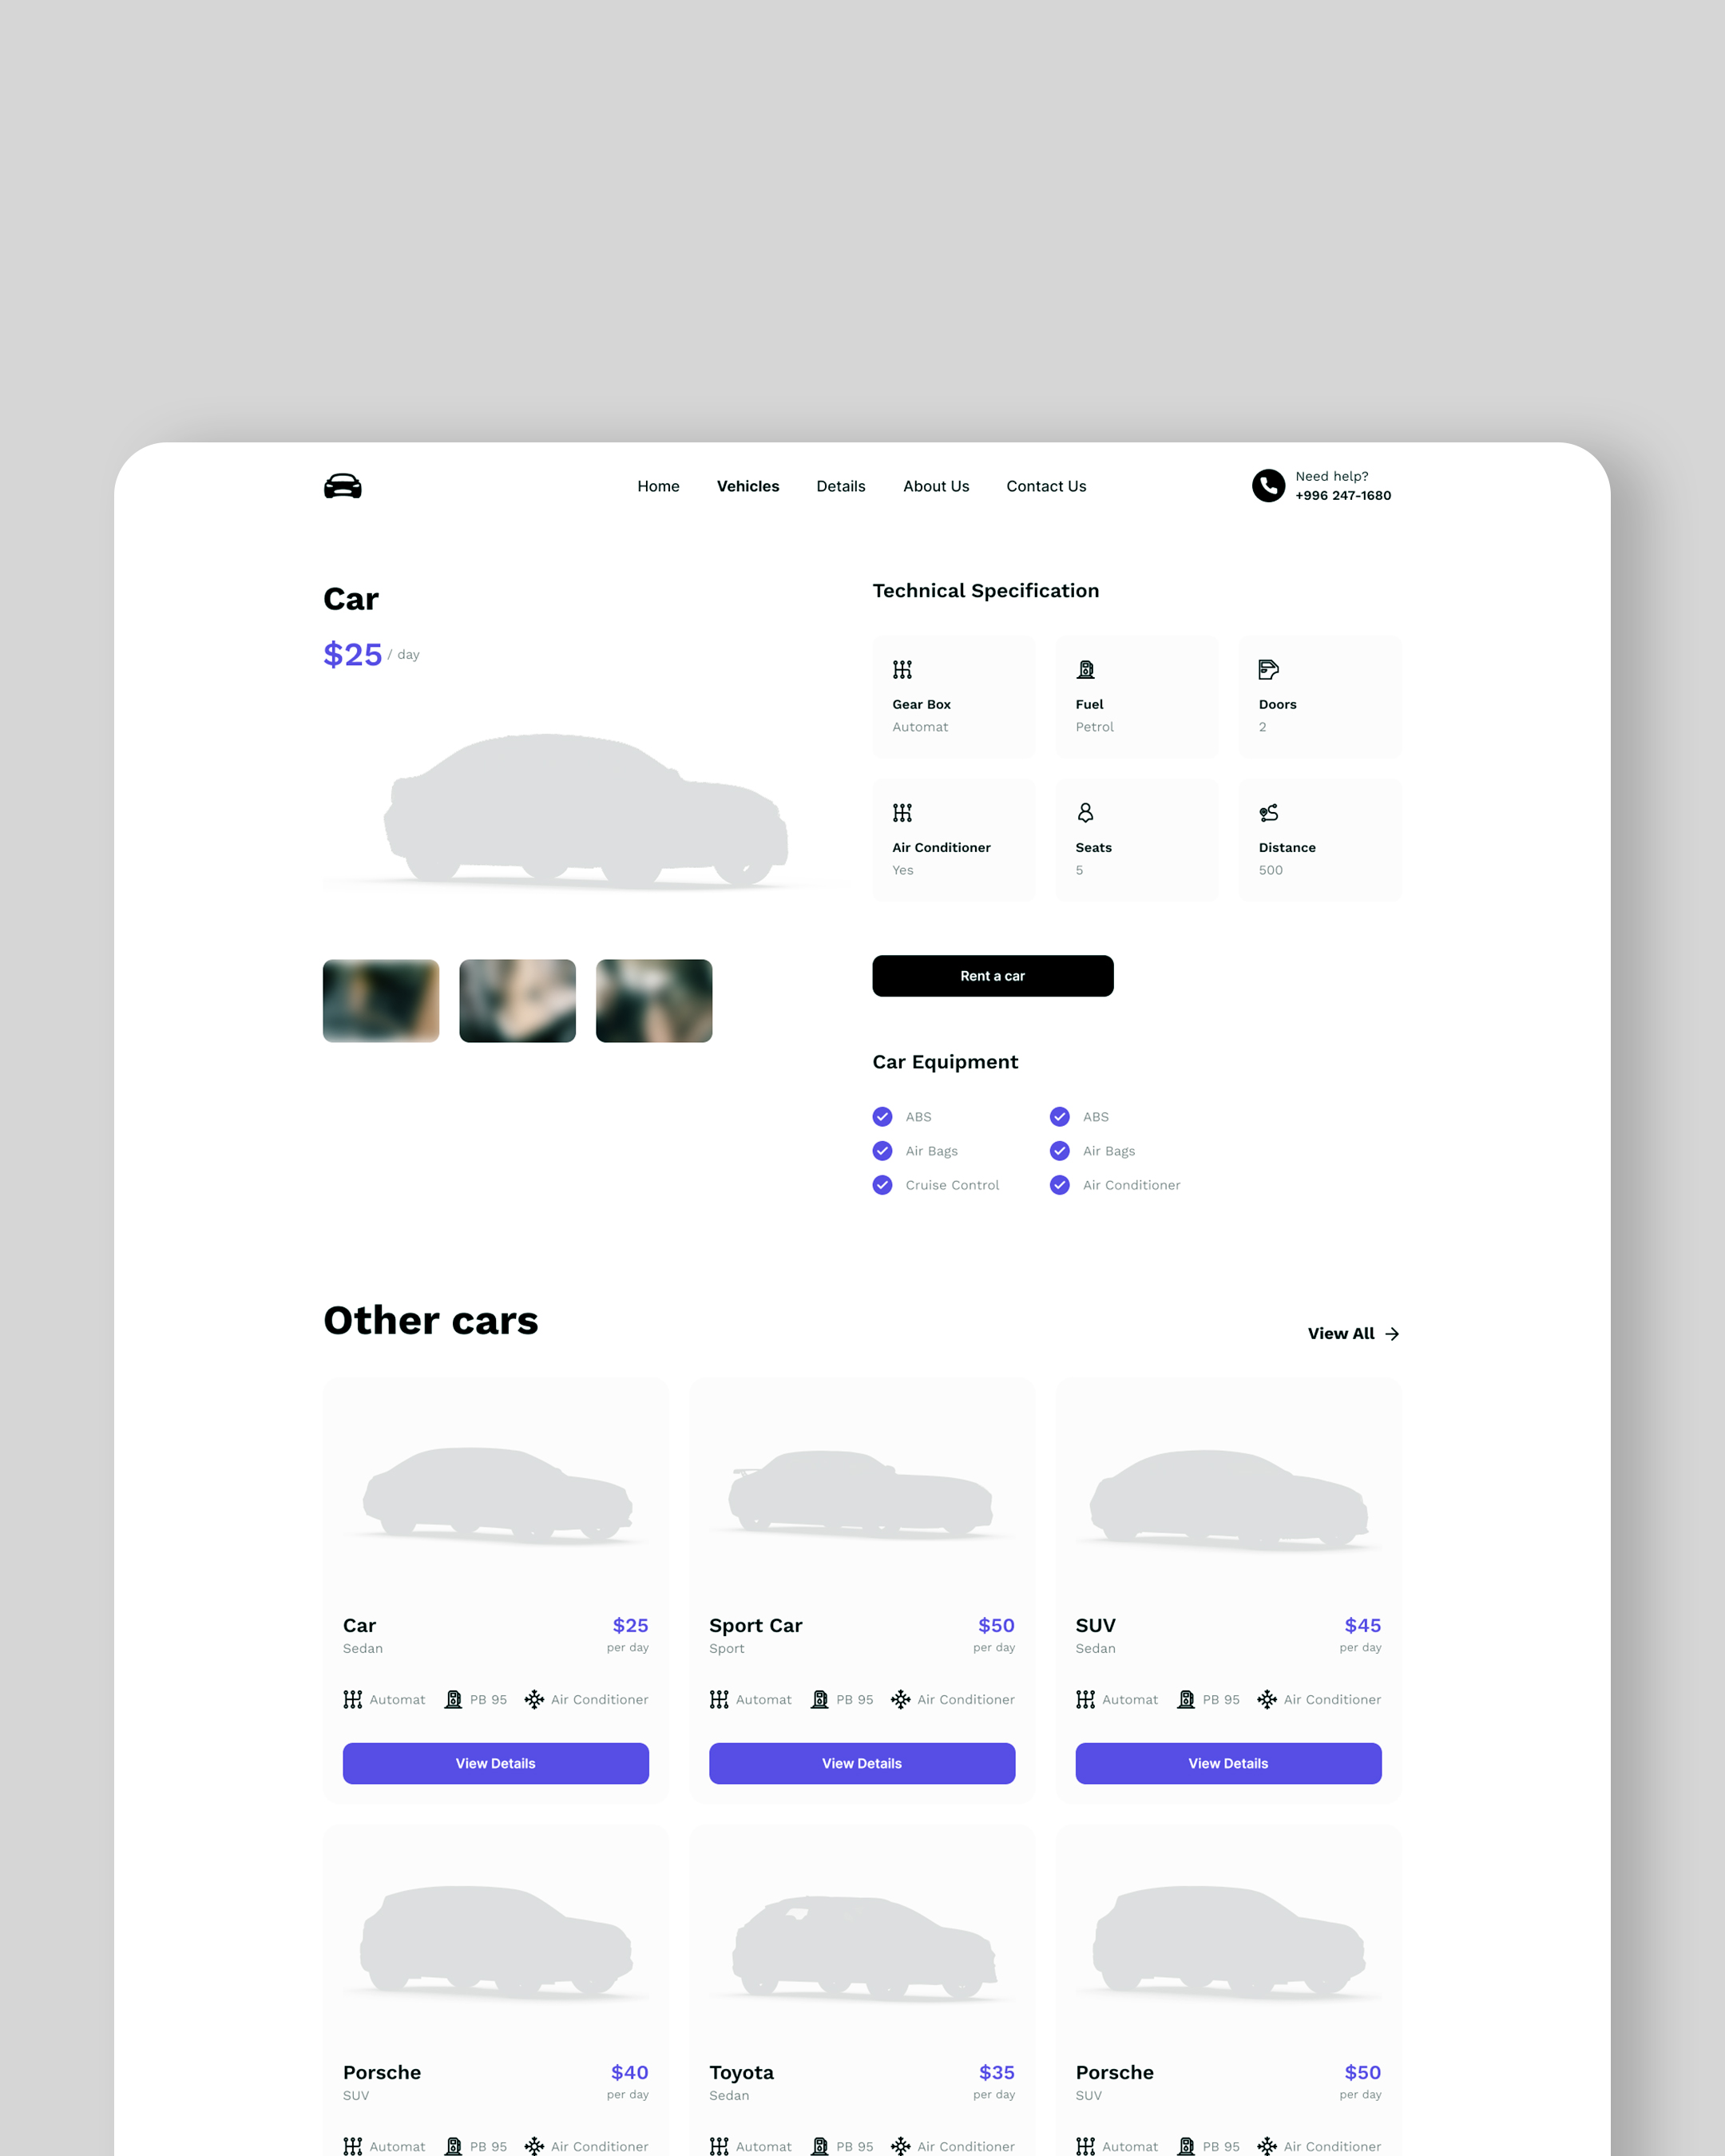 Home Vehicles Details About Us Contact Us
Need help?
+996 247-1680
Car
$25 / day
Technical Specification
Gear Box
Automat
Fuel
Petrol
Doors
2
Air Conditioner
Yes
Seats
5
Distance
500
Rent a car
Car Equipment
ABS
Air Bags
Cruise Control
ABS
Air Bags
Air Conditioner
Other cars
View All
Car
Sedan
$25
per day
Automat PB 95 Air Conditioner
View Details
Sport Car
Sport
$50
per day
Automat PB 95 Air Conditioner
View Details
SUV
Sedan
$45
per day
Automat PB 95 Air Conditioner
View Details
Porsche
SUV
$40
per day
Automat PB 95 Air Conditioner
Toyota
Sedan
$35
per day
Automat PB 95 Air Conditioner
Porsche
SUV
$50
per day
Automat PB 95 Air Conditioner